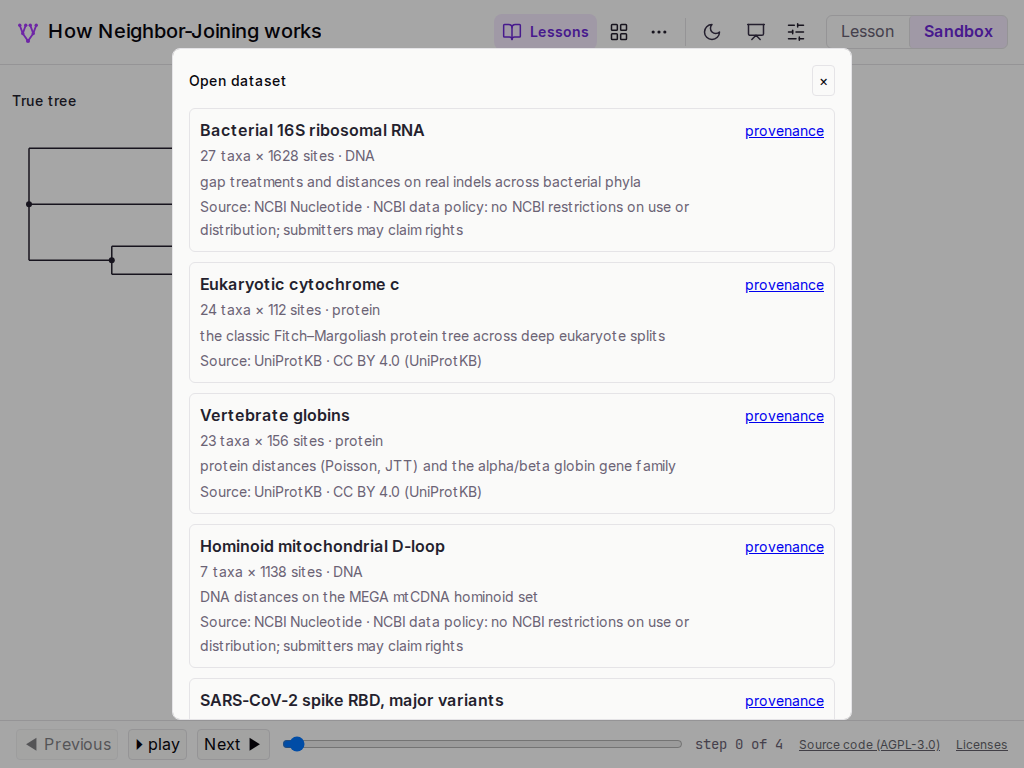 How Neighbor-Joining works
Lessons
Lesson
Sandbox
True tree
Open dataset
×
Bacterial 16S ribosomal RNA
provenance
27 taxa × 1628 sites · DNA
gap treatments and distances on real indels across bacterial phyla
Source: NCBI Nucleotide · NCBI data policy: no NCBI restrictions on use or
distribution; submitters may claim rights
Eukaryotic cytochrome c
provenance
24 taxa × 112 sites · protein
the classic Fitch–Margoliash protein tree across deep eukaryote splits
Source: UniProtKB · CC BY 4.0 (UniProtKB)
Vertebrate globins
provenance
23 taxa × 156 sites · protein
protein distances (Poisson, JTT) and the alpha/beta globin gene family
Source: UniProtKB · CC BY 4.0 (UniProtKB)
Hominoid mitochondrial D-loop
provenance
7 taxa × 1138 sites · DNA
DNA distances on the MEGA mtCDNA hominoid set
Source: NCBI Nucleotide · NCBI data policy: no NCBI restrictions on use or
distribution; submitters may claim rights
SARS-CoV-2 spike RBD, major variants
provenance
Previous
play
Next
step 0 of 4
Source code (AGPL-3.0)
Licenses